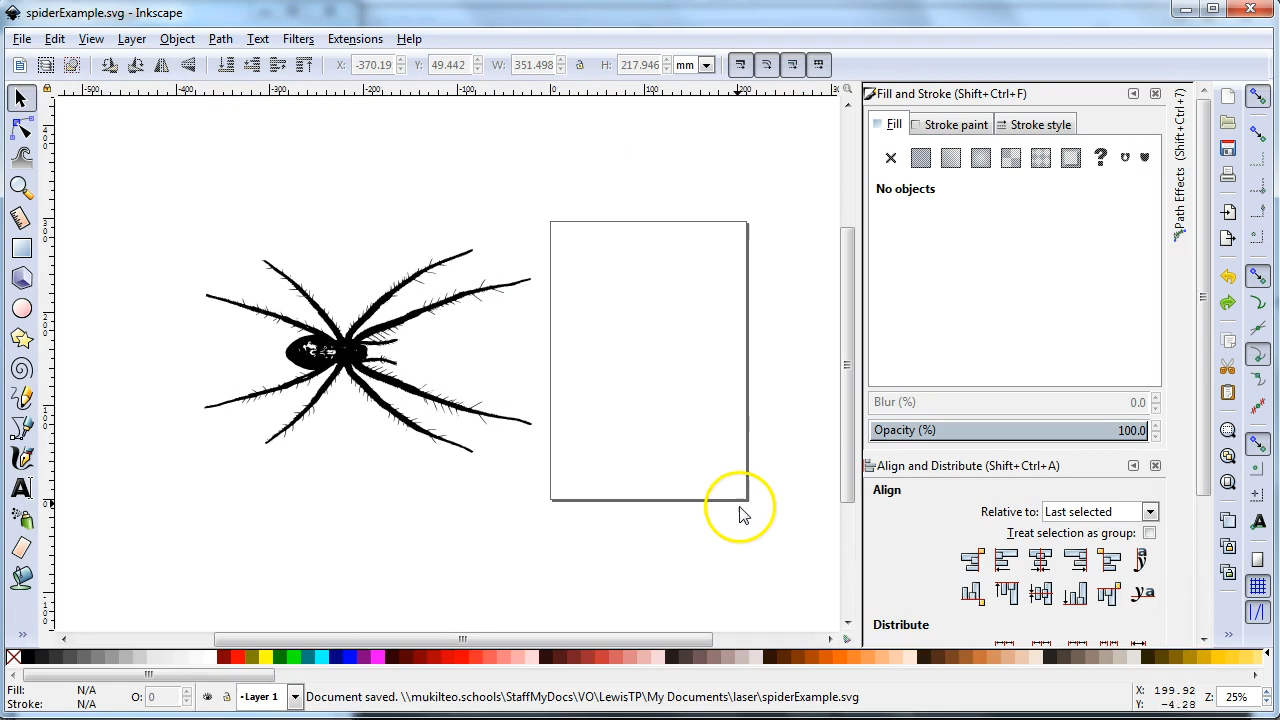 spiderExample.svg - Inkscape
File Edit View Layer Object Path Text Filters Extensions Help
X: -370.19 Y: 49.442 W: 351.498 H: 217.946 mm
Fill and Stroke (Shift+Ctrl+F)
Fill Stroke paint Stroke style
No objects
Blur (%) 0.0
Opacity (%) 100.0
Path Effects (Shift+Ctrl+7)
Align and Distribute (Shift+Ctrl+A)
Align
Relative to: Last selected
Treat selection as group:
Distribute
Fill: N/A
Stroke: N/A
O: 0
Layer 1
Document saved. \\mukilteo.schools\StaffMyDocs\VO\LewisTP\My Documents\laser\spiderExample.svg
X: 199.92
Y: -4.28
Z: 25%